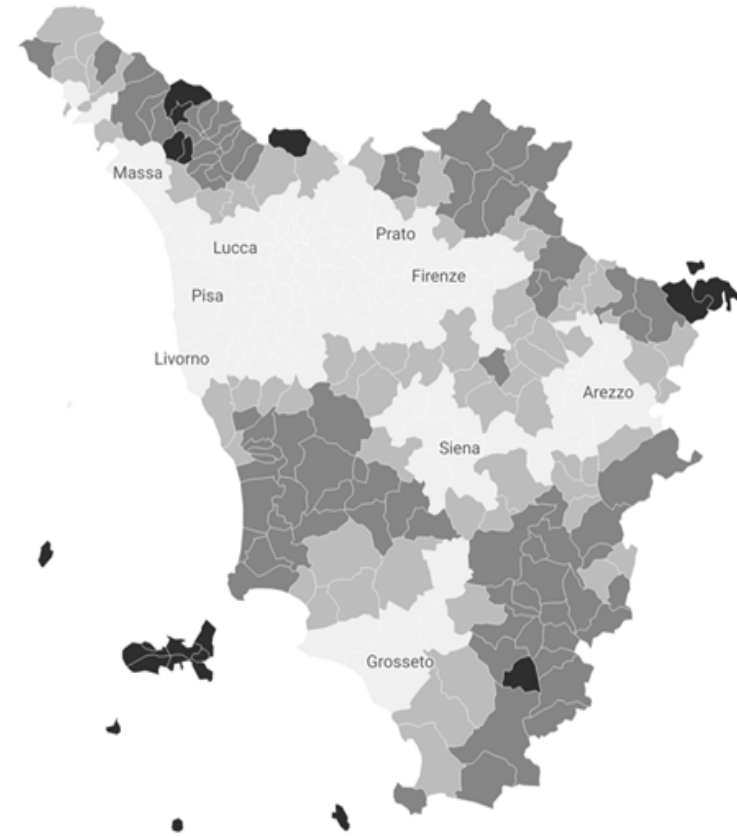 Massa
Lucca
Prato
Firenze
Pisa
Livorno
Arezzo
Siena
Grosseto